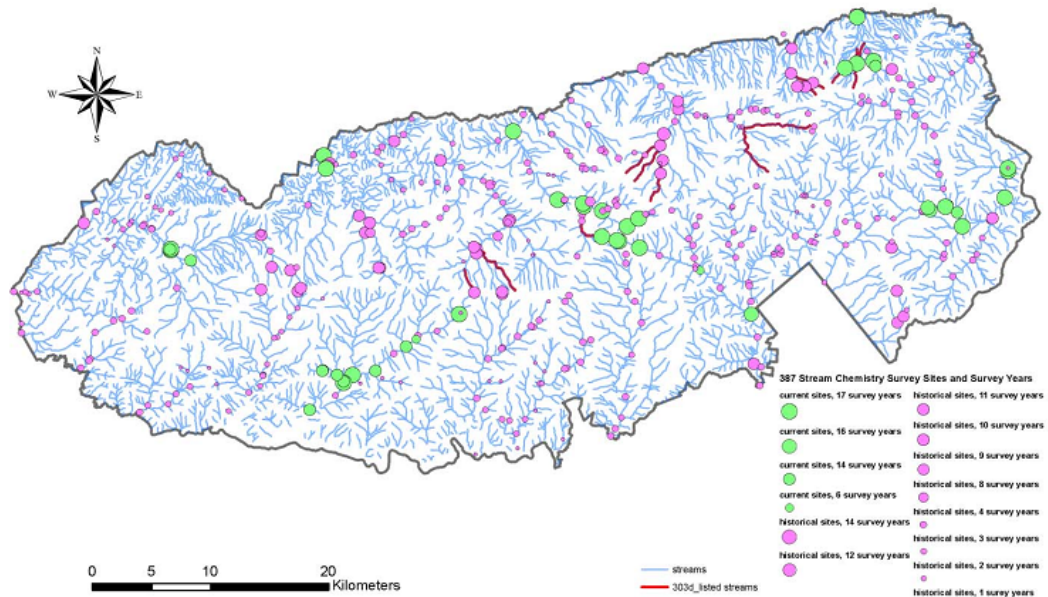 N
W E
S
387 Stream Chemistry Survey Sites and Survey Years
current sites, 17 survey years
current sites, 16 survey years
current sites, 14 survey years
current sites, 6 survey years
historical sites, 14 survey years
historical sites, 12 survey years
historical sites, 11 survey years
historical sites, 10 survey years
historical sites, 9 survey years
historical sites, 8 survey years
historical sites, 4 survey years
historical sites, 3 survey years
historical sites, 2 survey years
historical sites, 1 surey years
0 5 10 20
Kilometers
streams
303d_listed streams